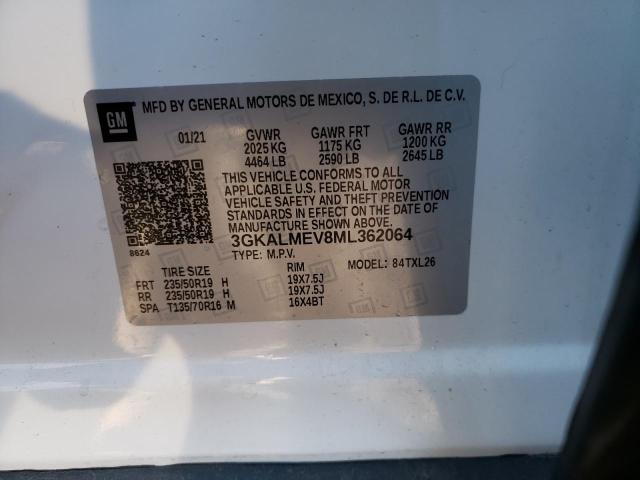 GM
MFD BY GENERAL MOTORS DE MEXICO, S. DE R.L. DE C.V.
01/21 GVWR GAWR FRT GAWR RR
2025 KG 1175 KG 1200 KG
4464 LB 2590 LB 2645 LB
THIS VEHICLE CONFORMS TO ALL
APPLICABLE U.S. FEDERAL MOTOR
VEHICLE SAFETY AND THEFT PREVENTION
STANDARDS IN EFFECT ON THE DATE OF
MANUFACTURE SHOWN ABOVE.
3GKALMEV8ML362064
8624
TYPE: M.P.V. MODEL: 84TXL26
TIRE SIZE RIM
FRT 235/50R19 H 19X7.5J
RR 235/50R19 H 19X7.5J
SPA T135/70R16 M 16X4BT